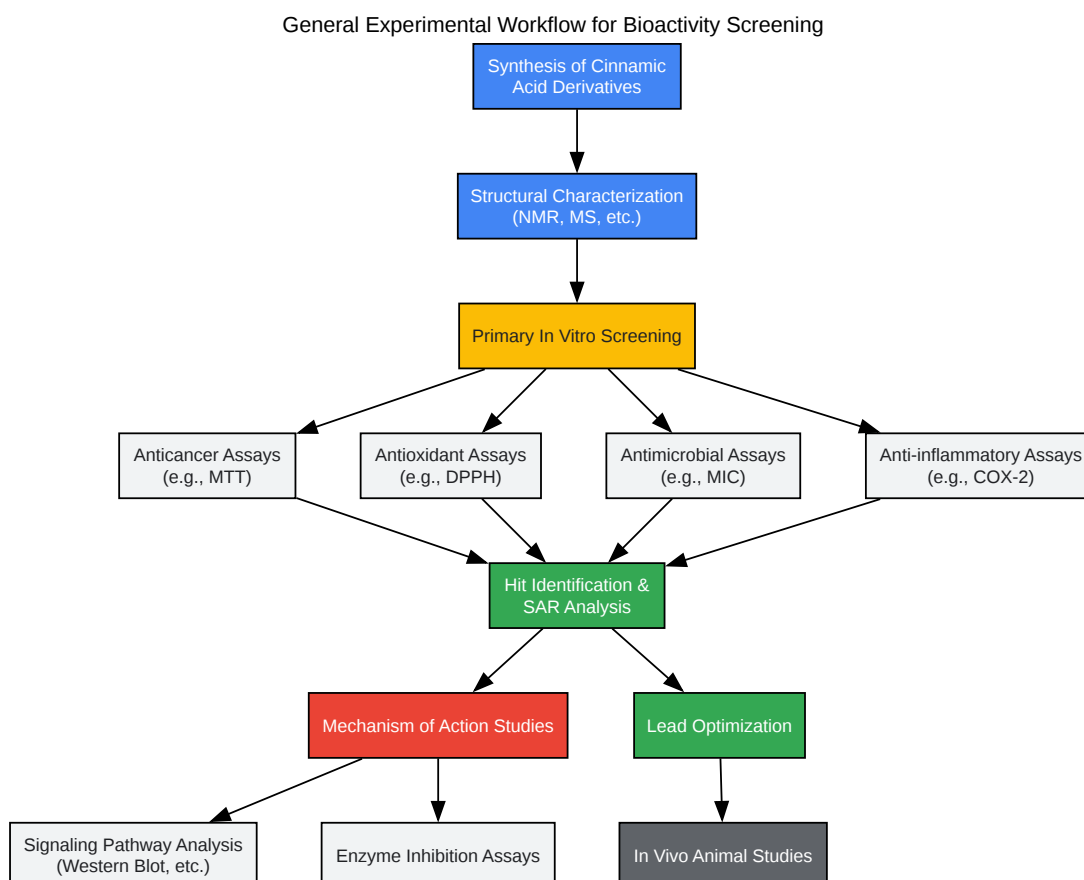 General Experimental Workflow for Bioactivity Screening
Synthesis of Cinnamic
Acid Derivatives
Structural Characterization
(NMR, MS, etc.)
Primary In Vitro Screening
Anticancer Assays
(e.g., MTT)
Antioxidant Assays
(e.g., DPPH)
Antimicrobial Assays
(e.g., MIC)
Anti-inflammatory Assays
(e.g., COX-2)
Hit Identification &
SAR Analysis
Mechanism of Action Studies
Lead Optimization
Signaling Pathway Analysis
(Western Blot, etc.)
Enzyme Inhibition Assays
In Vivo Animal Studies